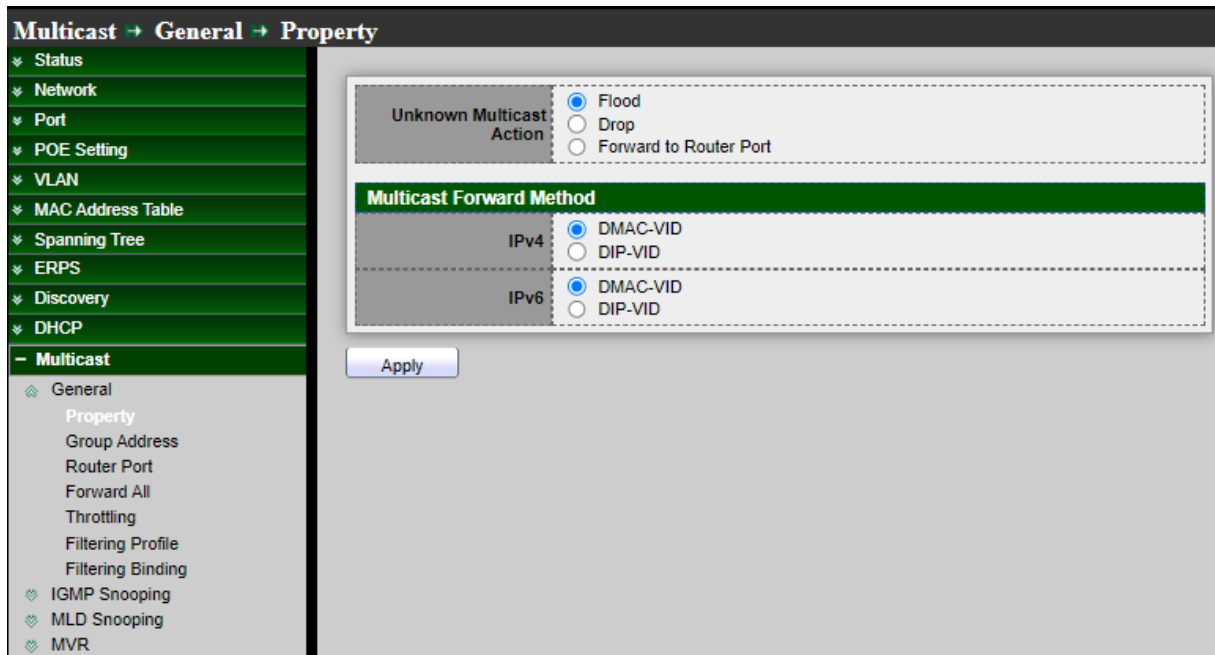 Multicast → General → Property
Status
Network
Port
POE Setting
VLAN
MAC Address Table
Spanning Tree
ERPS
Discovery
DHCP
Multicast
General
Property
Group Address
Router Port
Forward All
Throttling
Filtering Profile
Filtering Binding
IGMP Snooping
MLD Snooping
MVR
Unknown Multicast
Action
Flood
Drop
Forward to Router Port
Multicast Forward Method
IPv4
DMAC-VID
DIP-VID
IPv6
DMAC-VID
DIP-VID
Apply